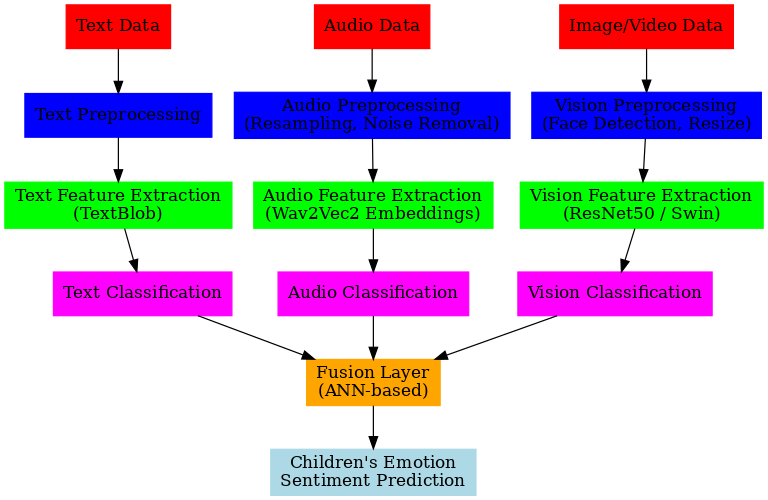 Text Data
Audio Data
Image/Video Data
Text Preprocessing
Audio Preprocessing
(Resampling, Noise Removal)
Vision Preprocessing
(Face Detection, Resize)
Text Feature Extraction
(TextBlob)
Audio Feature Extraction
(Wav2Vec2 Embeddings)
Vision Feature Extraction
(ResNet50 / Swin)
Text Classification
Audio Classification
Vision Classification
Fusion Layer
(ANN-based)
Children's Emotion
Sentiment Prediction